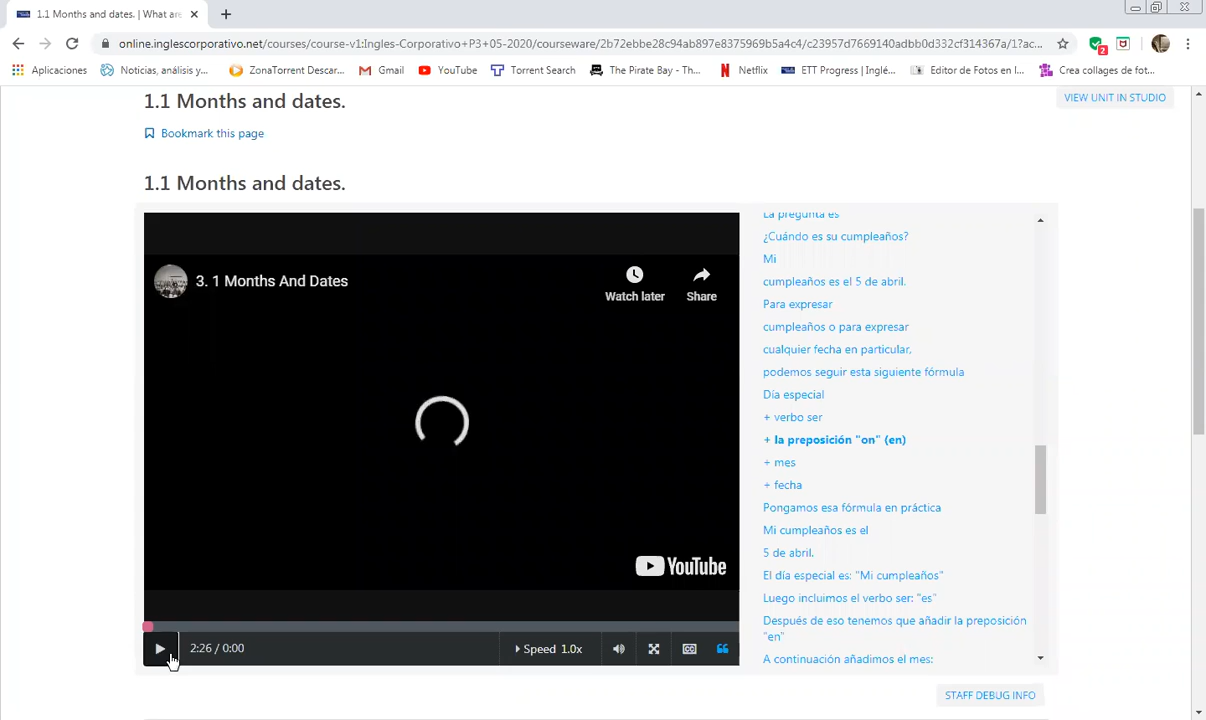 1.1 Months and dates. | What are
online.inglescorporativo.net/courses/course-v1:Ingles-Corporativo+P3+05-2020/courseware/2b72ebbe28c94ab897e8375969b5a4c4/c23957d7669140adbb0d332cf314367a/1?ac...
2
Aplicaciones
Noticias, análisis y...
ZonaTorrent Descar...
Gmail
YouTube
Torrent Search
The Pirate Bay - Th...
Netflix
ETT Progress | Inglé...
Editor de Fotos en l...
Crea collages de fot...
1.1 Months and dates.
VIEW UNIT IN STUDIO
Bookmark this page
1.1 Months and dates.
3. 1 Months And Dates
Watch later
Share
YouTube
2:26 / 0:00
Speed 1.0x
CC
La pregunta es
¿Cuándo es su cumpleaños?
Mi
cumpleaños es el 5 de abril.
Para expresar
cumpleaños o para expresar
cualquier fecha en particular,
podemos seguir esta siguiente fórmula
Día especial
+ verbo ser
+ la preposición "on" (en)
+ mes
+ fecha
Pongamos esa fórmula en práctica
Mi cumpleaños es el
5 de abril.
El día especial es: "Mi cumpleaños"
Luego incluimos el verbo ser: "es"
Después de eso tenemos que añadir la preposición
"en"
A continuación añadimos el mes:
STAFF DEBUG INFO